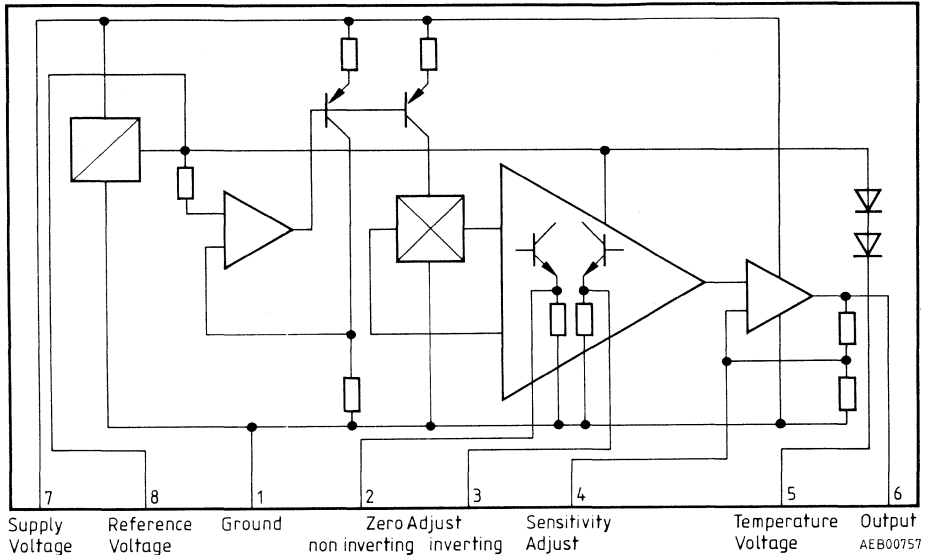 7 8 1 2 3 4 5 6
Supply Reference Ground Zero Adjust Sensitivity Temperature Output
Voltage Voltage non inverting inverting Adjust Voltage AEB00757